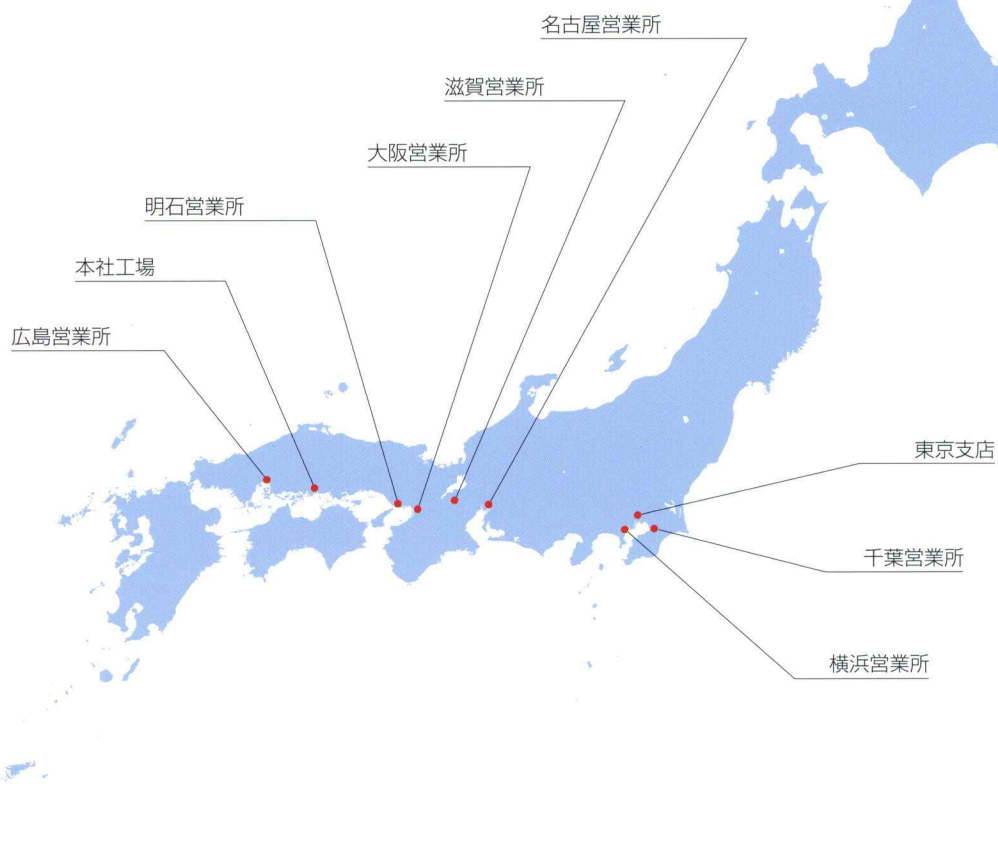 名古屋営業所
滋賀営業所
大阪営業所
明石営業所
本社工場
広島営業所
東京支店
千葉営業所
横浜営業所